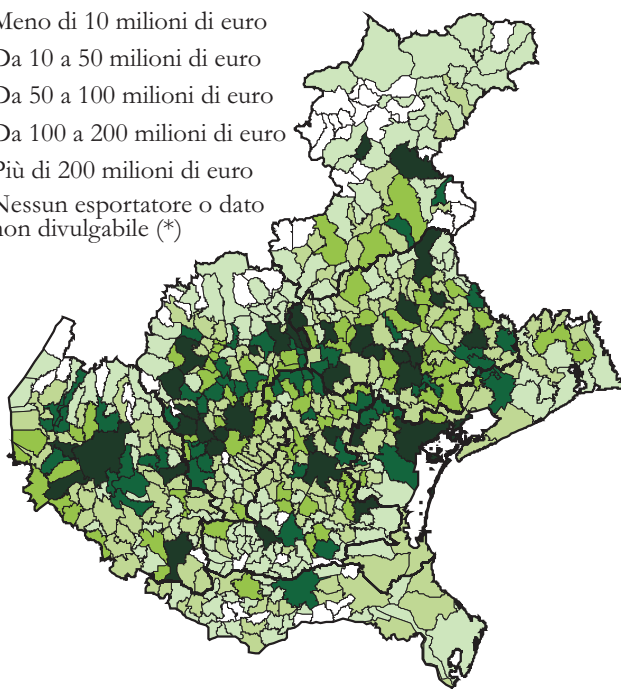 Meno di 10 milioni di euro
Da 10 a 50 milioni di euro
Da 50 a 100 milioni di euro
Da 100 a 200 milioni di euro
Più di 200 milioni di euro
Nessun esportatore o dato
non divulgabile (*)